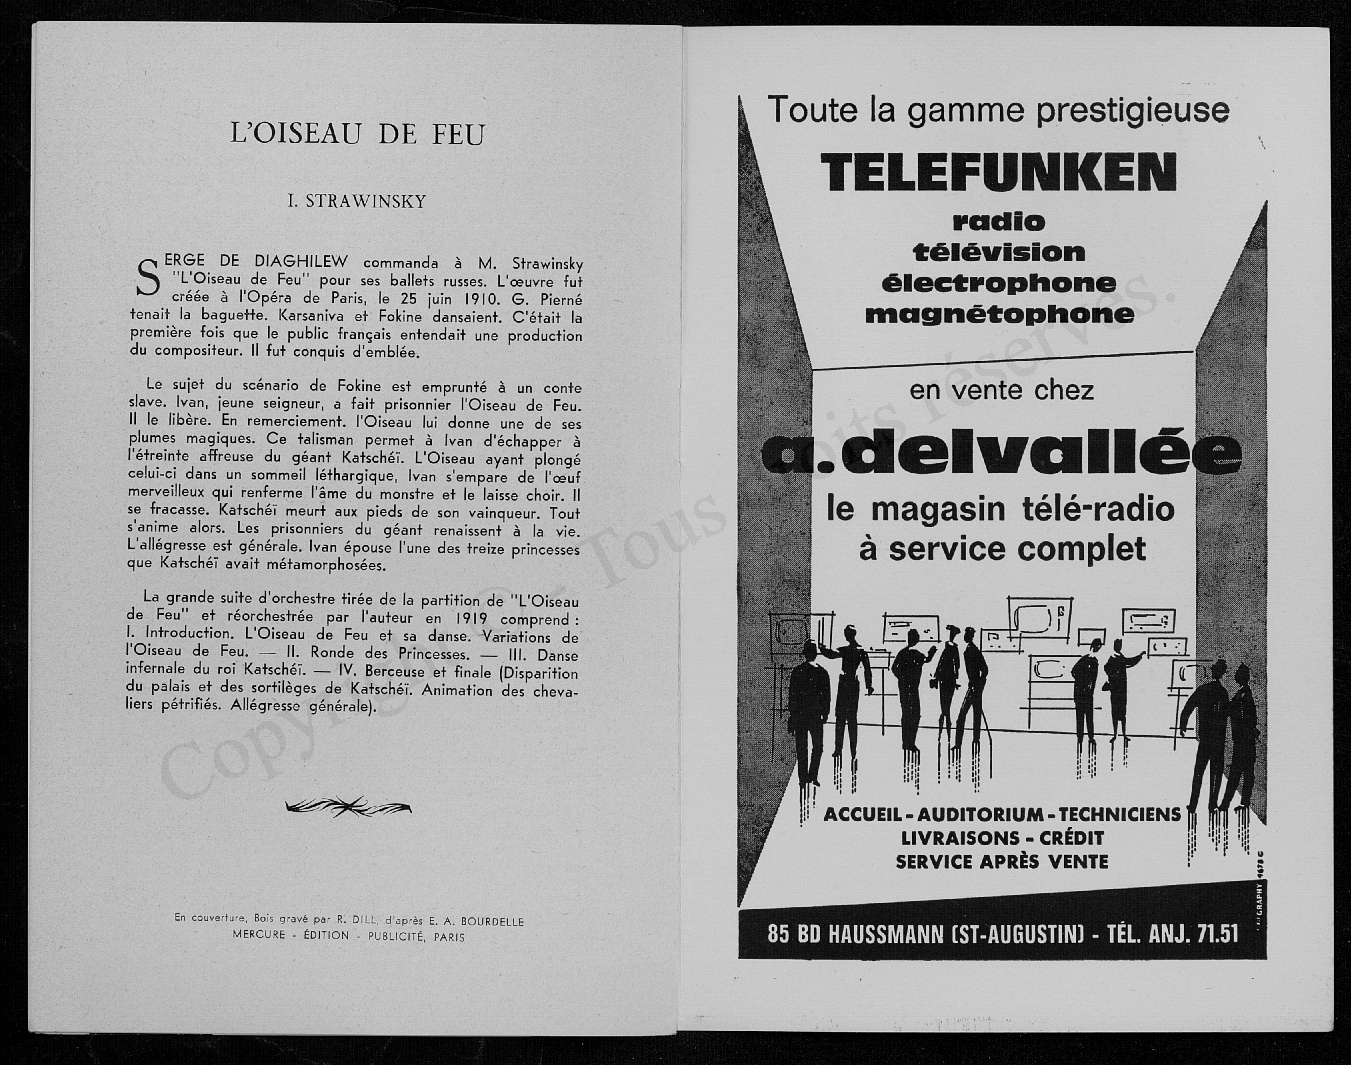 L'OISEAU DE FEU
I. STRAWINSKY
SERGE DE DIAGHILEW commanda à M. Strawinsky
"L'Oiseau de Feu" pour ses ballets russes. L'œuvre fut
créée à l'Opéra de Paris, le 25 juin 1910. G. Pierné
tenait la baguette. Karsaniva et Fokine dansaient. C'était la
première fois que le public français entendait une production
du compositeur. Il fut conquis d'emblée.
Le sujet du scénario de Fokine est emprunté à un conte
slave. Ivan, jeune seigneur, a fait prisonnier l'Oiseau de Feu.
Il le libère. En remerciement. l'Oiseau lui donne une de ses
plumes magiques. Ce talisman permet à Ivan d'échapper à
l'étreinte affreuse du géant Katschéï. L'Oiseau ayant plongé
celui-ci dans un sommeil léthargique, Ivan s'empare de l'œuf
merveilleux qui renferme l'âme du monstre et le laisse choir. Il
se fracasse. Katschéï meurt aux pieds de son vainqueur. Tout
s'anime alors. Les prisonniers du géant renaissent à la vie.
L'allégresse est générale. Ivan épouse l'une des treize princesses
que Katschéï avait métamorphosées.
La grande suite d'orchestre tirée de la partition de "L'Oiseau
de Feu" et réorchestrée par l'auteur en 1919 comprend :
I. Introduction. L'Oiseau de Feu et sa danse. Variations de
l'Oiseau de Feu. — II. Ronde des Princesses. — III. Danse
infernale du roi Katschéï. — IV. Berceuse et finale (Disparition
du palais et des sortilèges de Katschéï. Animation des cheva-
liers pétrifiés. Allégresse générale).
En couverture, Bois gravé par R. DILL, d'après E. A. BOURDELLE
MERCURE - ÉDITION - PUBLICITÉ, PARIS
Toute la gamme prestigieuse
TELEFUNKEN
radio
télévision
électrophone
magnétophone
en vente chez
a.delvallée
le magasin télé-radio
à service complet
ACCUEIL - AUDITORIUM - TECHNICIENS
LIVRAISONS - CRÉDIT
SERVICE APRÈS VENTE
85 BD HAUSSMANN (ST-AUGUSTIN) - TÉL. ANJ. 71.51
Tous droits réservés.